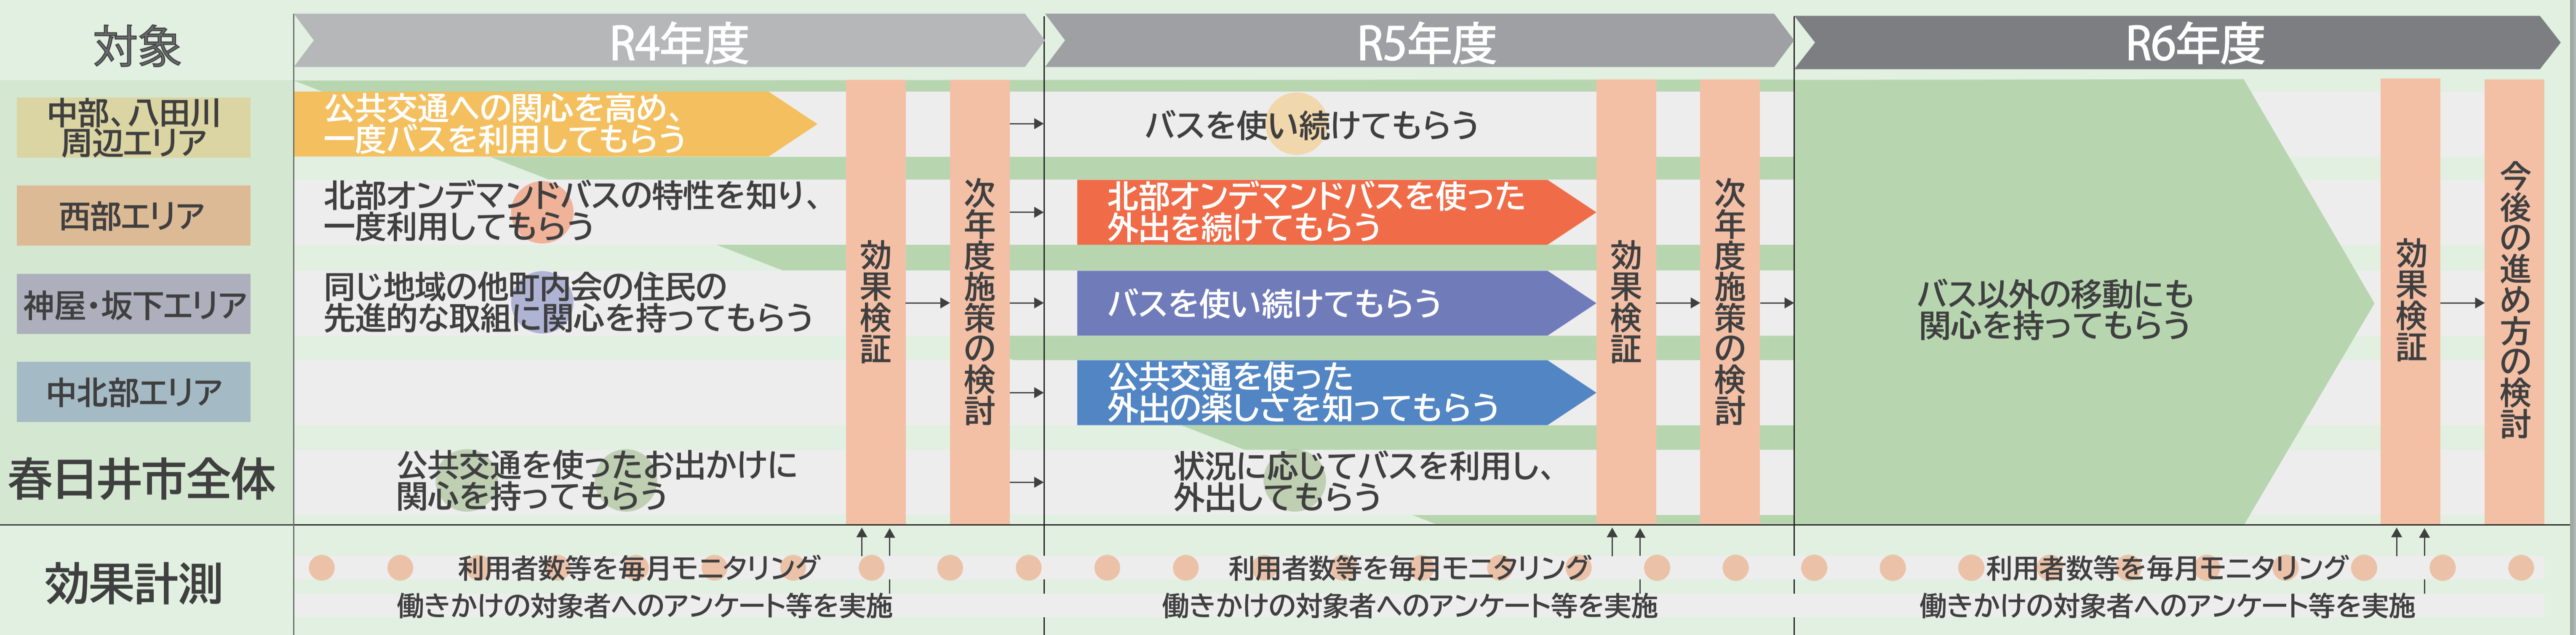 対象
R4年度
R5年度
R6年度
中部、八田川
周辺エリア
公共交通への関心を高め、
一度バスを利用してもらう
バスを使い続けてもらう
西部エリア
北部オンデマンドバスの特性を知り、
一度利用してもらう
北部オンデマンドバスを使った
外出を続けてもらう
神屋・坂下エリア
同じ地域の他町内会の住民の
先進的な取組に関心を持ってもらう
バスを使い続けてもらう
中北部エリア
公共交通を使った
外出の楽しさを知ってもらう
春日井市全体
公共交通を使ったお出かけに
関心を持ってもらう
状況に応じてバスを利用し、
外出してもらう
効果検証
次年度施策の検討
効果検証
次年度施策の検討
バス以外の移動にも
関心を持ってもらう
効果検証
今後の進め方の検討
効果計測
利用者数等を毎月モニタリング
利用者数等を毎月モニタリング
利用者数等を毎月モニタリング
働きかけの対象者へのアンケート等を実施
働きかけの対象者へのアンケート等を実施
働きかけの対象者へのアンケート等を実施